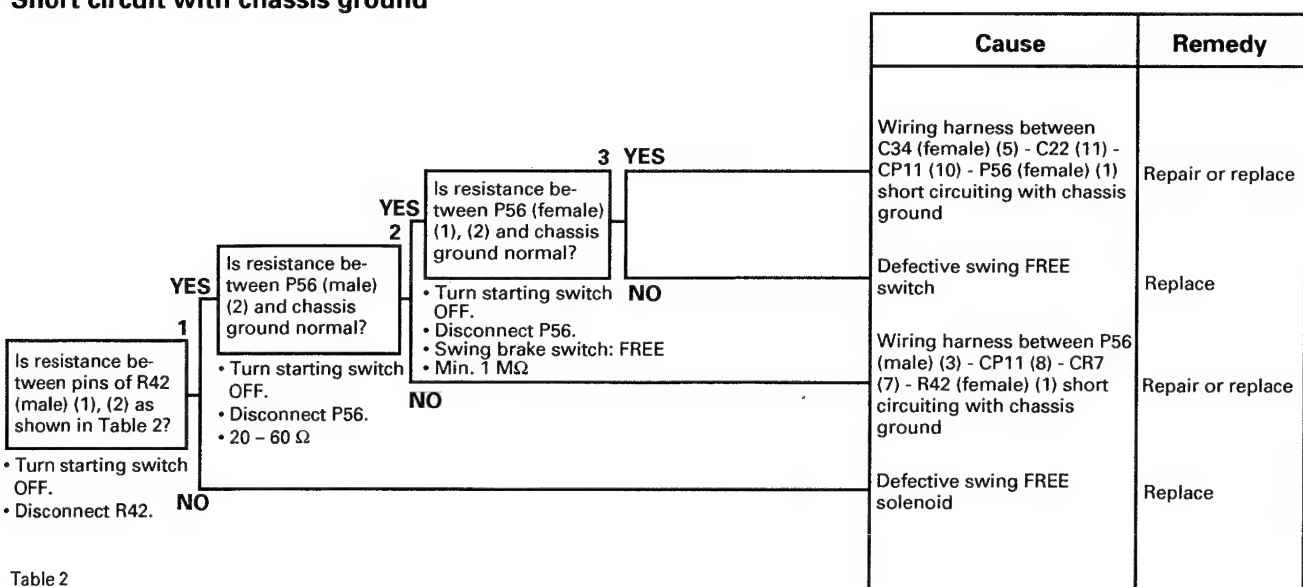 Short circuit with chassis ground
Cause
Remedy
3 YES
Wiring harness between
C34 (female) (5) - C22 (11) -
CP11 (10) - P56 (female) (1)
short circuiting with chassis
ground
Repair or replace
YES
2
Is resistance be-
tween P56 (female)
(1), (2) and chassis
ground normal?
Defective swing FREE
switch
Replace
NO
• Turn starting switch
OFF.
• Disconnect P56.
• Swing brake switch: FREE
• Min. 1 MΩ
YES
1
Is resistance be-
tween P56 (male)
(2) and chassis
ground normal?
• Turn starting switch
OFF.
• Disconnect P56.
• 20 – 60 Ω
NO
Wiring harness between P56
(male) (3) - CP11 (8) - CR7
(7) - R42 (female) (1) short
circuiting with chassis
ground
Repair or replace
Is resistance be-
tween pins of R42
(male) (1), (2) as
shown in Table 2?
• Turn starting switch
OFF.
• Disconnect R42.
NO
Defective swing FREE
solenoid
Replace
Table 2